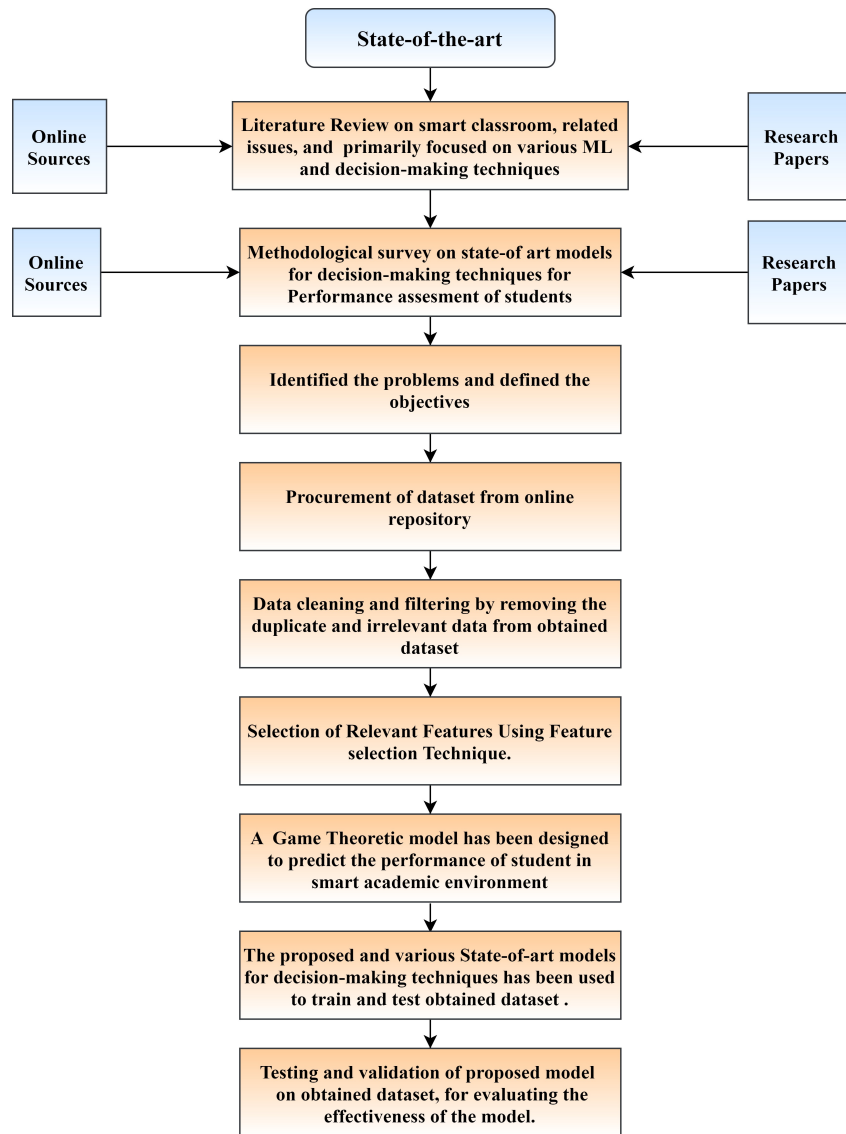 State-of-the-art
Online
Sources
Literature Review on smart classroom, related
issues, and primarily focused on various ML
and decision-making techniques
Research
Papers
Online
Sources
Methodological survey on state-of art models
for decision-making techniques for
Performance assesment of students
Research
Papers
Identified the problems and defined the
objectives
Procurement of dataset from online
repository
Data cleaning and filtering by removing the
duplicate and irrelevant data from obtained
dataset
Selection of Relevant Features Using Feature
selection Technique.
A Game Theoretic model has been designed
to predict the performance of student in
smart academic environment
The proposed and various State-of-art models
for decision-making techniques has been used
to train and test obtained dataset .
Testing and validation of proposed model
on obtained dataset, for evaluating the
effectiveness of the model.